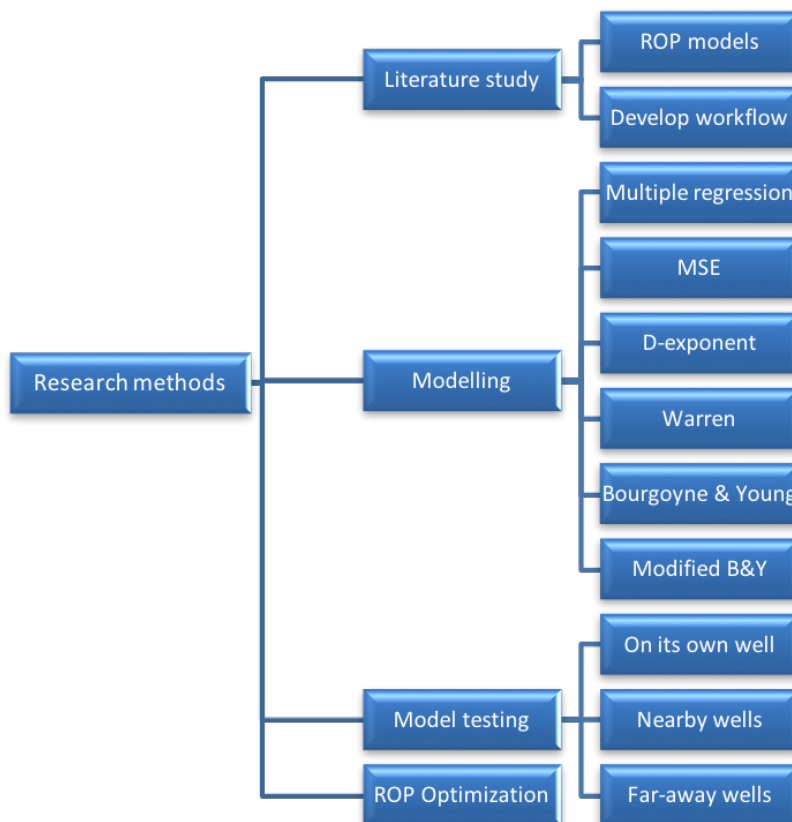 Research methods
Literature study
ROP models
Develop workflow
Modelling
Multiple regression
MSE
D-exponent
Warren
Bourgoyne & Young
Modified B&Y
Model testing
On its own well
Nearby wells
Far-away wells
ROP Optimization